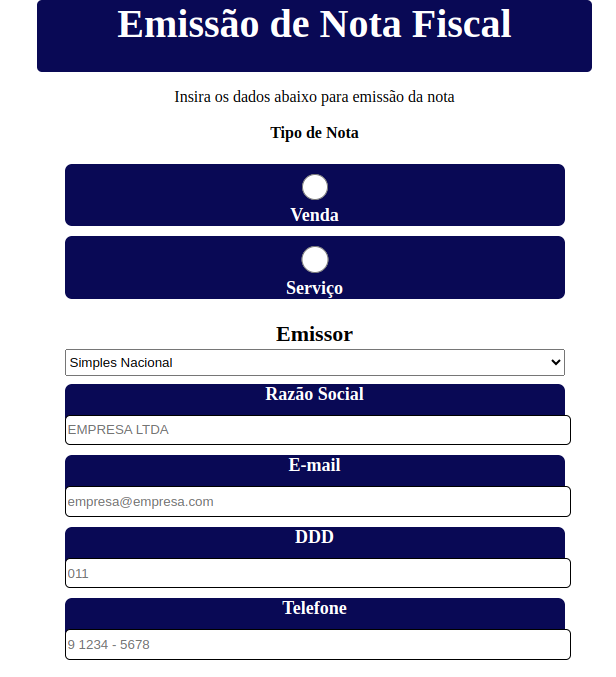 Emissão de Nota Fiscal
Insira os dados abaixo para emissão da nota
Tipo de Nota
Venda
Serviço
Emissor
Simples Nacional
Razão Social
EMPRESA LTDA
E-mail
empresa@empresa.com
DDD
011
Telefone
9 1234 - 5678